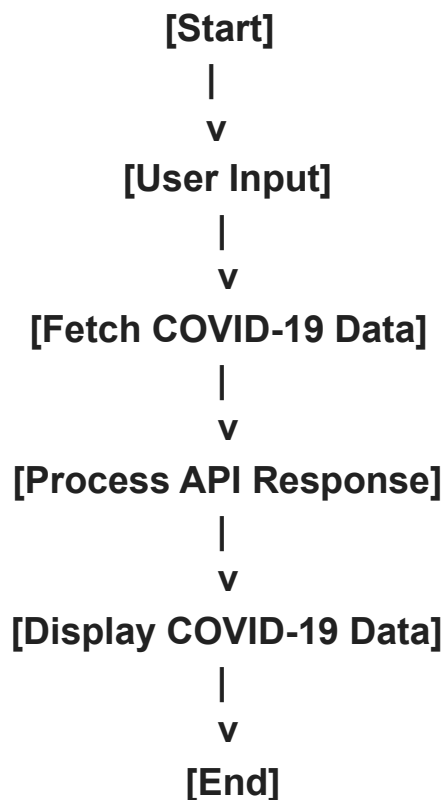 [Start]
|
v
[User Input]
|
v
[Fetch COVID-19 Data]
|
v
[Process API Response]
|
v
[Display COVID-19 Data]
|
v
[End]